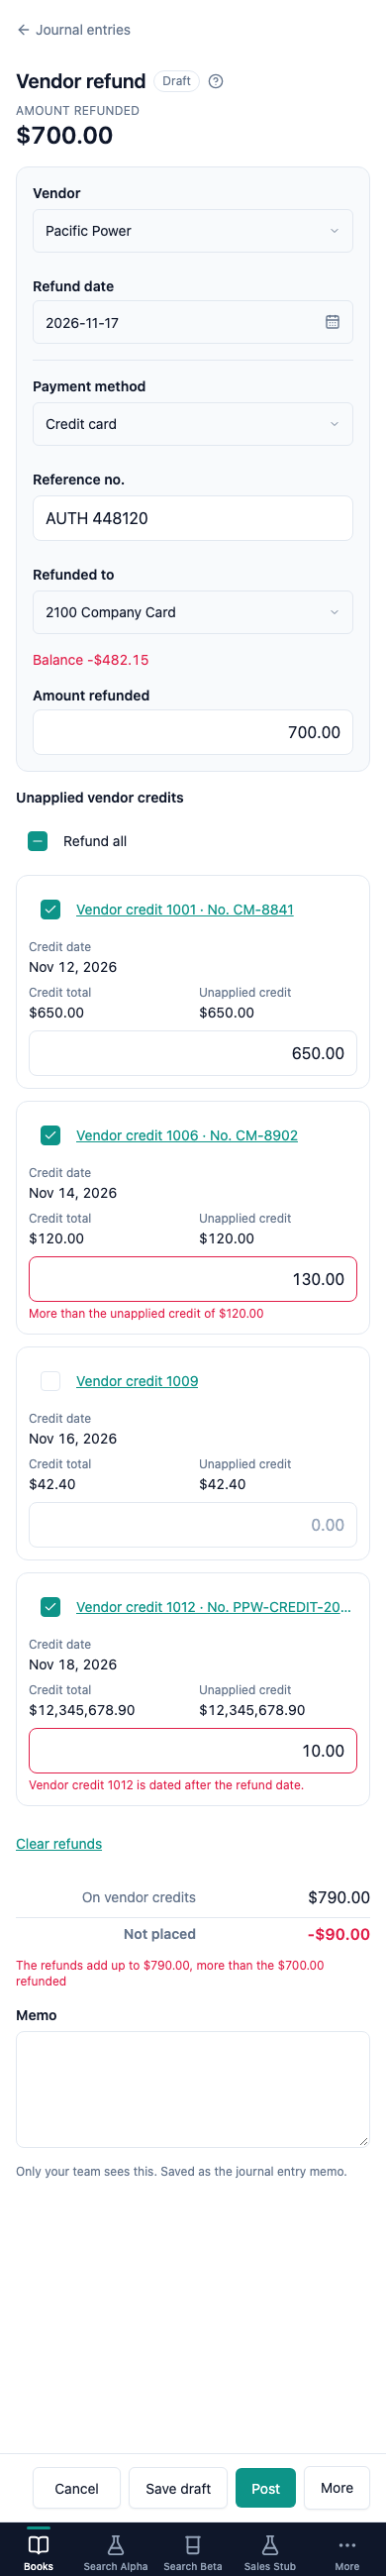 Journal entries
Vendor refund Draft
AMOUNT REFUNDED
$700.00
Vendor
Pacific Power
Refund date
2026-11-17
Payment method
Credit card
Reference no.
AUTH 448120
Refunded to
2100 Company Card
Balance -$482.15
Amount refunded
700.00
Unapplied vendor credits
Refund all
Vendor credit 1001 · No. CM-8841
Credit date
Nov 12, 2026
Credit total Unapplied credit
$650.00 $650.00
650.00
Vendor credit 1006 · No. CM-8902
Credit date
Nov 14, 2026
Credit total Unapplied credit
$120.00 $120.00
130.00
More than the unapplied credit of $120.00
Vendor credit 1009
Credit date
Nov 16, 2026
Credit total Unapplied credit
$42.40 $42.40
0.00
Vendor credit 1012 · No. PPW-CREDIT-20...
Credit date
Nov 18, 2026
Credit total Unapplied credit
$12,345,678.90 $12,345,678.90
10.00
Vendor credit 1012 is dated after the refund date.
Clear refunds
On vendor credits $790.00
Not placed -$90.00
The refunds add up to $790.00, more than the $700.00
refunded
Memo
Only your team sees this. Saved as the journal entry memo.
Cancel Save draft Post More
Books Search Alpha Search Beta Sales Stub More